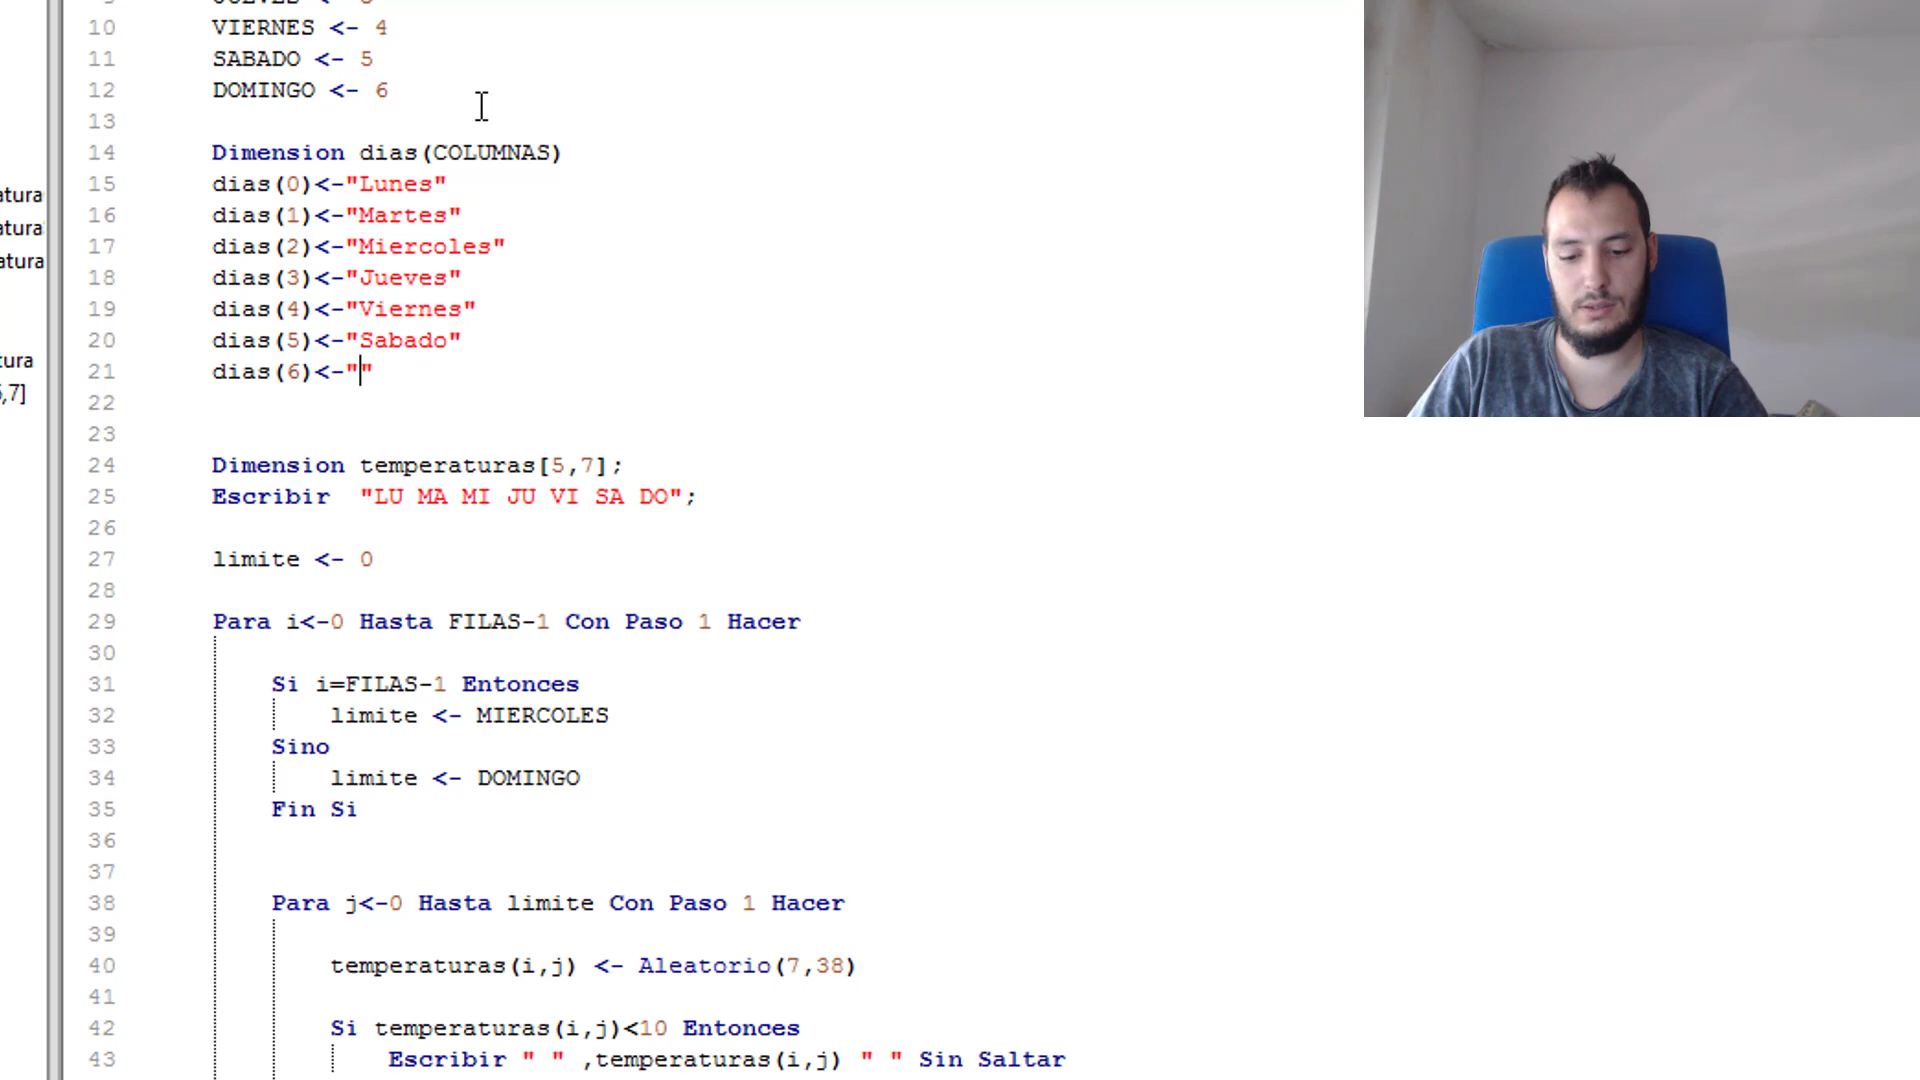 10 VIERNES <- 4
11 SABADO <- 5
12 DOMINGO <- 6
13
14 Dimension dias(COLUMNAS)
15 dias(0)<-"Lunes"
16 dias(1)<-"Martes"
17 dias(2)<-"Miercoles"
18 dias(3)<-"Jueves"
19 dias(4)<-"Viernes"
20 dias(5)<-"Sabado"
21 dias(6)<-""
22
23
24 Dimension temperaturas[5,7];
25 Escribir "LU MA MI JU VI SA DO";
26
27 limite <- 0
28
29 Para i<-0 Hasta FILAS-1 Con Paso 1 Hacer
30
31 Si i=FILAS-1 Entonces
32 limite <- MIERCOLES
33 Sino
34 limite <- DOMINGO
35 Fin Si
36
37
38 Para j<-0 Hasta limite Con Paso 1 Hacer
39
40 temperaturas(i,j) <- Aleatorio(7,38)
41
42 Si temperaturas(i,j)<10 Entonces
43 Escribir " " ,temperaturas(i,j) " " Sin Saltar